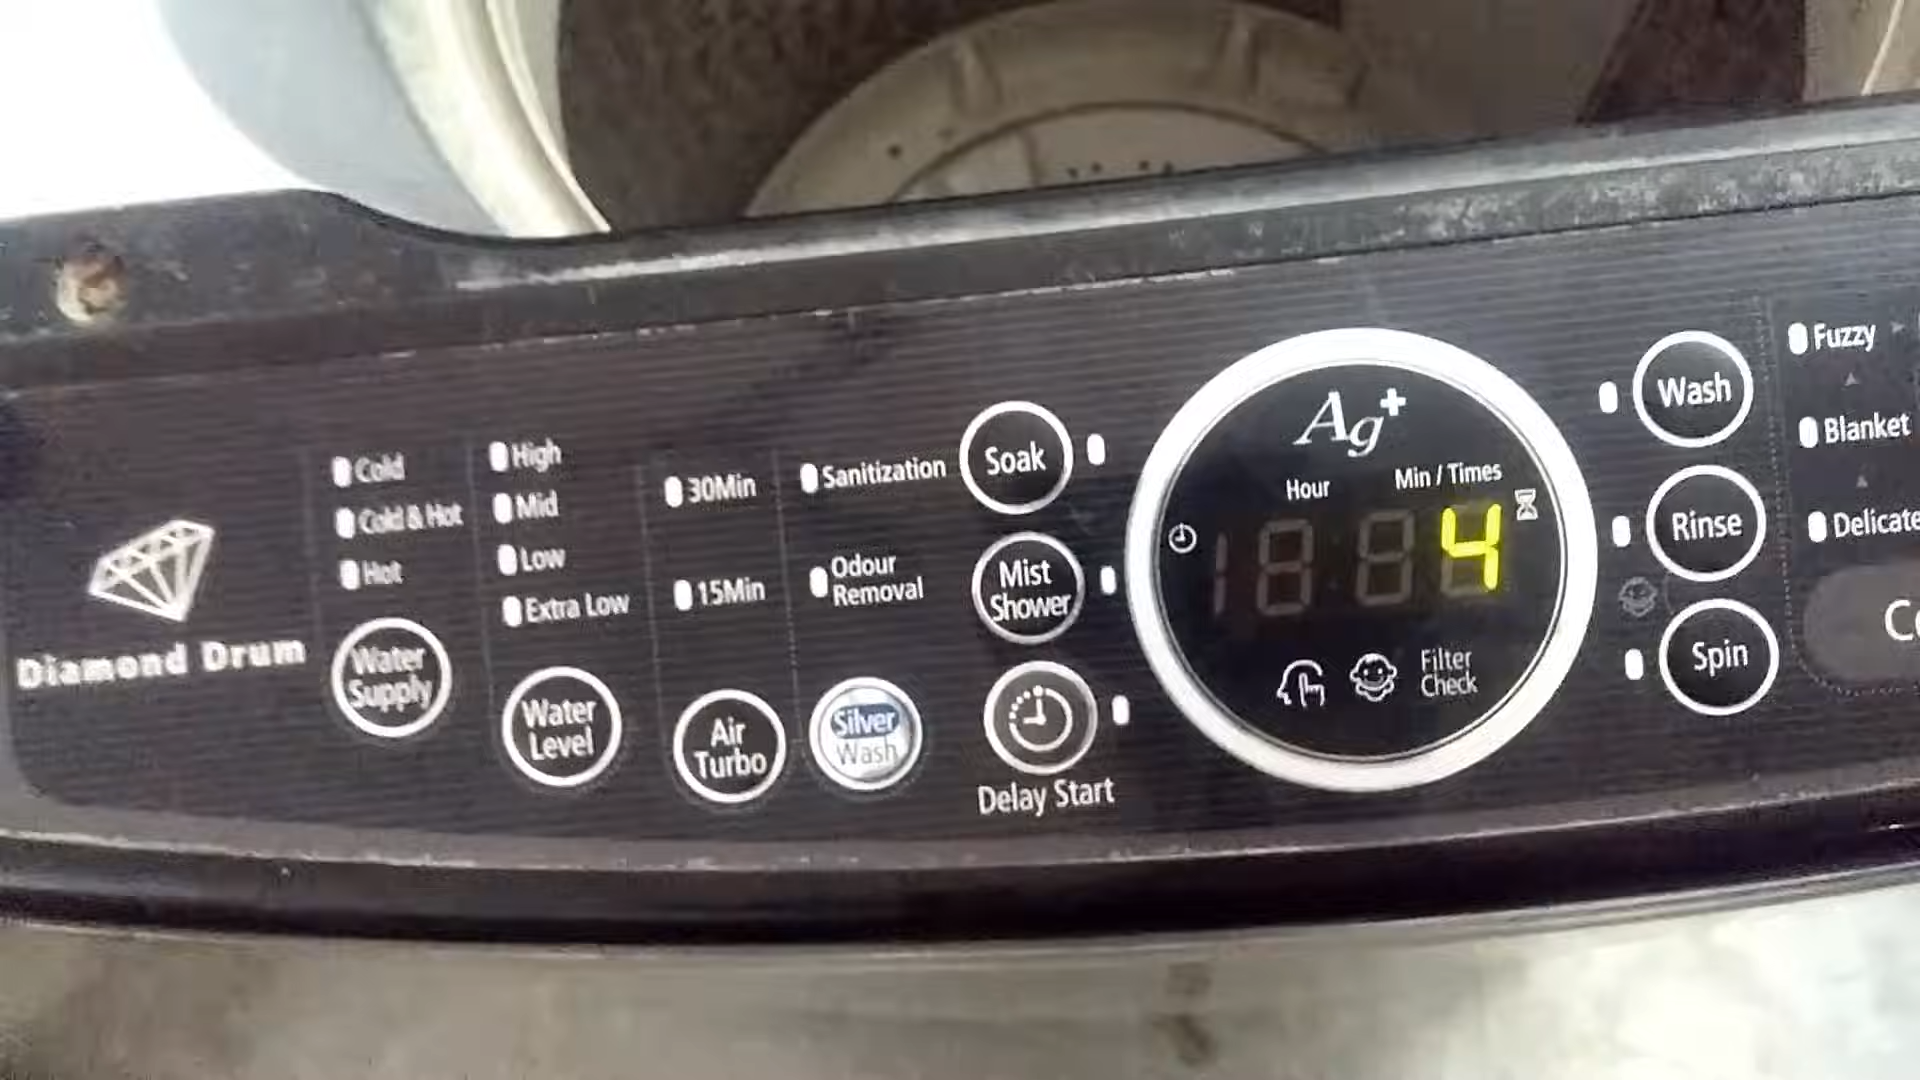 Diamond Drum
Cold
Cold & Hot
Hot
Water
Supply
High
Mid
Low
Extra Low
Water
Level
30Min
15Min
Air
Turbo
Sanitization
Odour
Removal
Silver
Wash
Soak
Mist
Shower
Delay Start
Ag+
Hour
Min / Times
4
Filter
Check
Wash
Rinse
Spin
Fuzzy
Blanket
Delicate